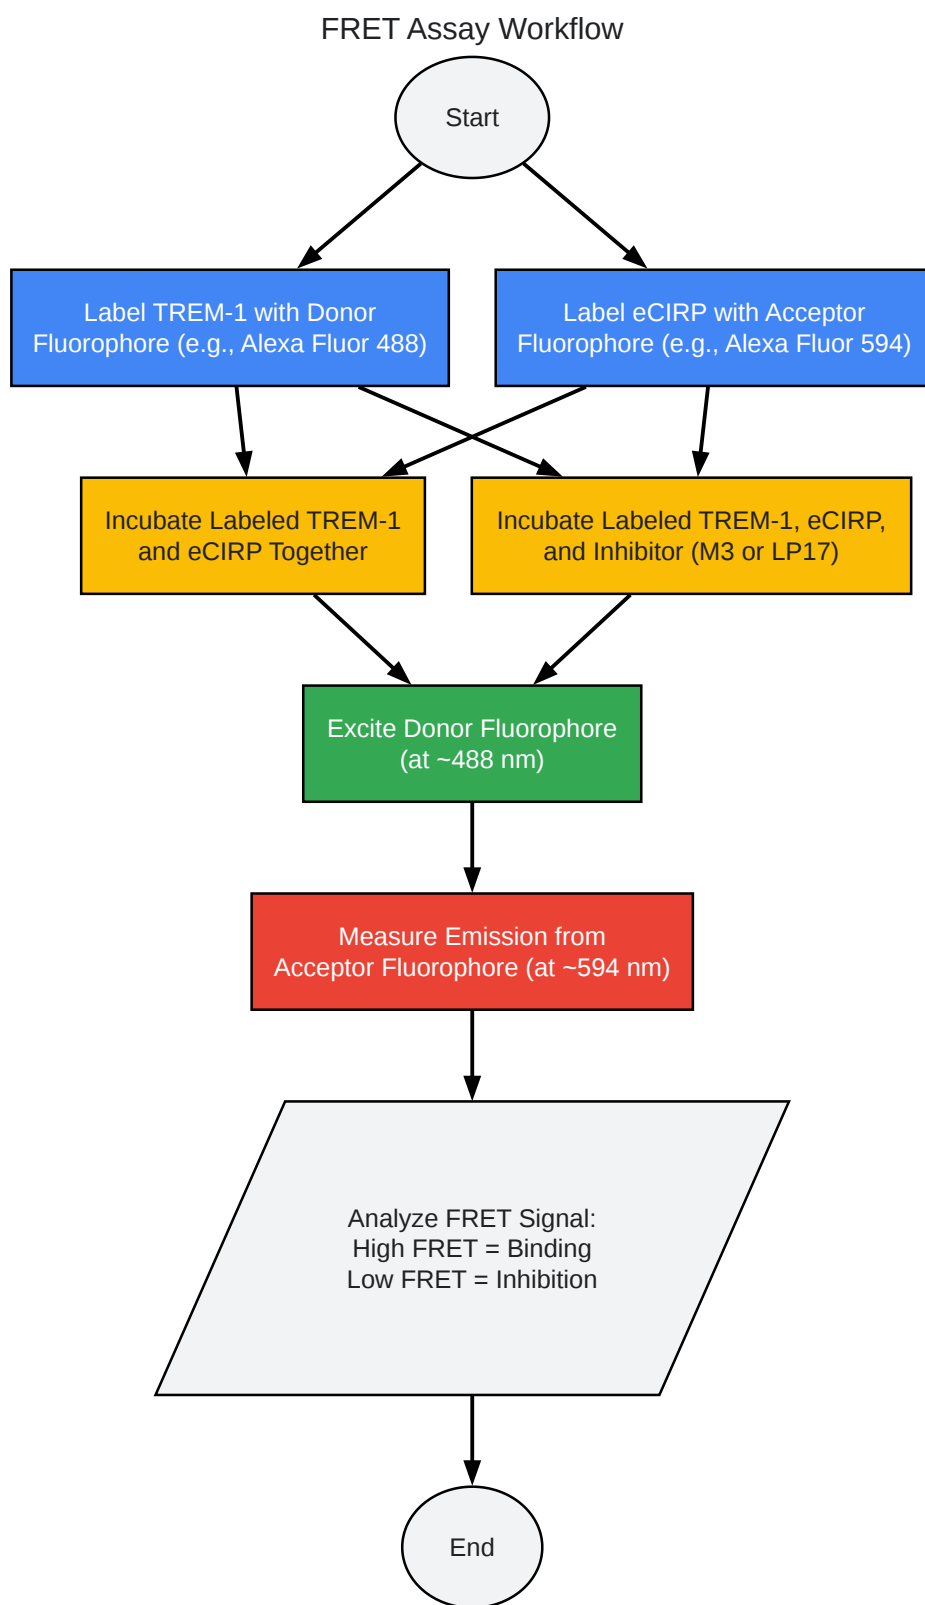 FRET Assay Workflow
Start
Label TREM-1 with Donor
Fluorophore (e.g., Alexa Fluor 488)
Label eCIRP with Acceptor
Fluorophore (e.g., Alexa Fluor 594)
Incubate Labeled TREM-1
and eCIRP Together
Incubate Labeled TREM-1, eCIRP,
and Inhibitor (M3 or LP17)
Excite Donor Fluorophore
(at ~488 nm)
Measure Emission from
Acceptor Fluorophore (at ~594 nm)
Analyze FRET Signal:
High FRET = Binding
Low FRET = Inhibition
End